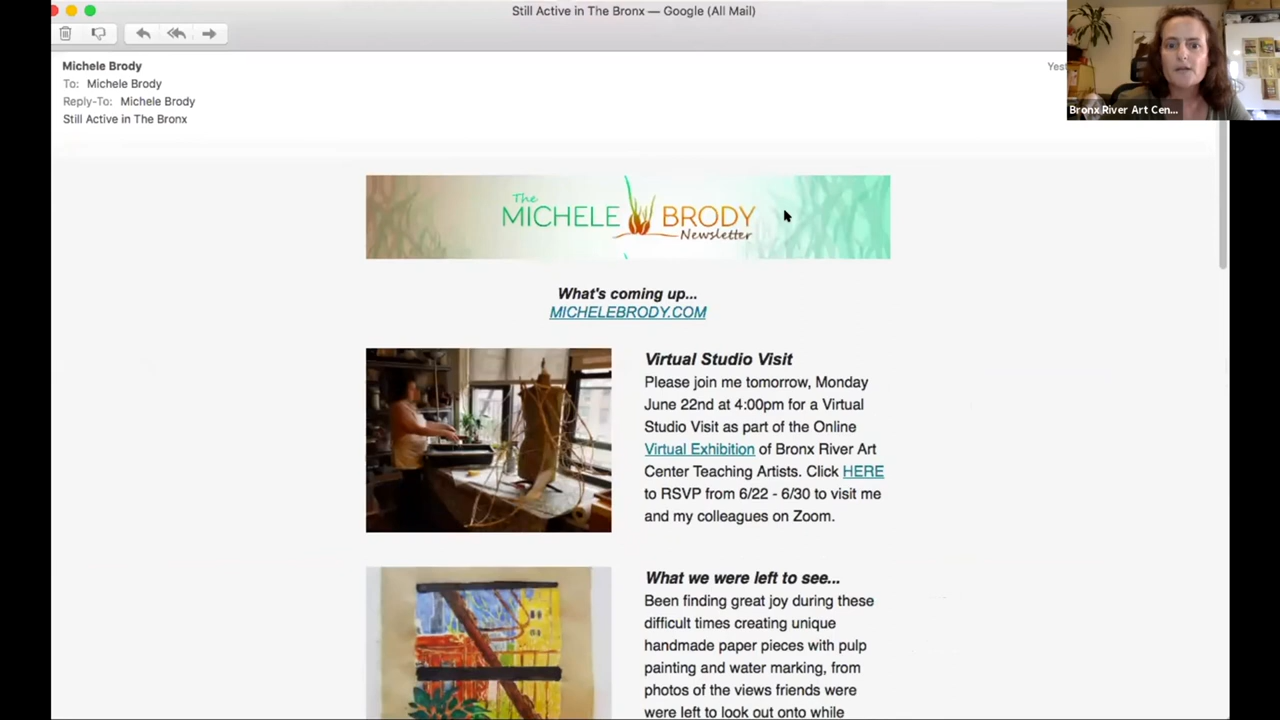 Still Active in The Bronx — Google (All Mail)
Michele Brody
To: Michele Brody
Reply-To: Michele Brody
Still Active in The Bronx
Bronx River Art Cen...
The
MICHELE BRODY
Newsletter
What's coming up...
MICHELEBRODY.COM
Virtual Studio Visit
Please join me tomorrow, Monday
June 22nd at 4:00pm for a Virtual
Studio Visit as part of the Online
Virtual Exhibition of Bronx River Art
Center Teaching Artists. Click HERE
to RSVP from 6/22 - 6/30 to visit me
and my colleagues on Zoom.
What we were left to see...
Been finding great joy during these
difficult times creating unique
handmade paper pieces with pulp
painting and water marking, from
photos of the views friends were
were left to look out onto while